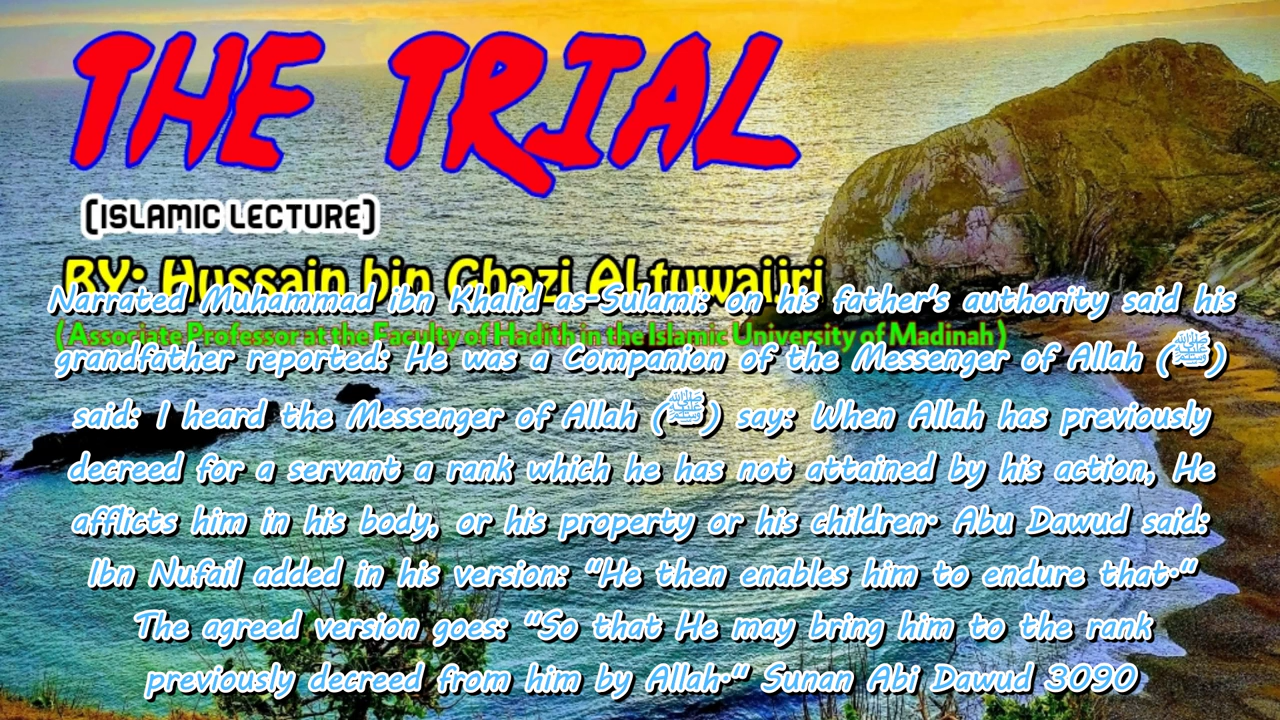 THE TRIAL
(ISLAMIC LECTURE)
BY: Hussain bin Ghazi ALtuwaijri
Narrated Muhammad ibn Khalid as-Sulami: on his father's authority said his
(Associate Professor at the Faculty of Hadith in the Islamic University of Madinah)
grandfather reported: He was a Companion of the Messenger of Allah (ﷺ)
said: I heard the Messenger of Allah (ﷺ) say: When Allah has previously
decreed for a servant a rank which he has not attained by his action, He
afflicts him in his body, or his property or his children· Abu Dawud said:
Ibn Nufail added in his version: "He then enables him to endure that·"
The agreed version goes: "So that He may bring him to the rank
previously decreed from him by Allah·" Sunan Abi Dawud 3090